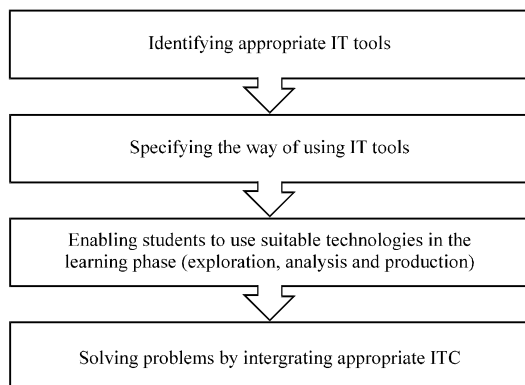 Identifying appropriate IT tools
Specifying the way of using IT tools
Enabling students to use suitable technologies in the
learning phase (exploration, analysis and production)
Solving problems by intergrating appropriate ITC